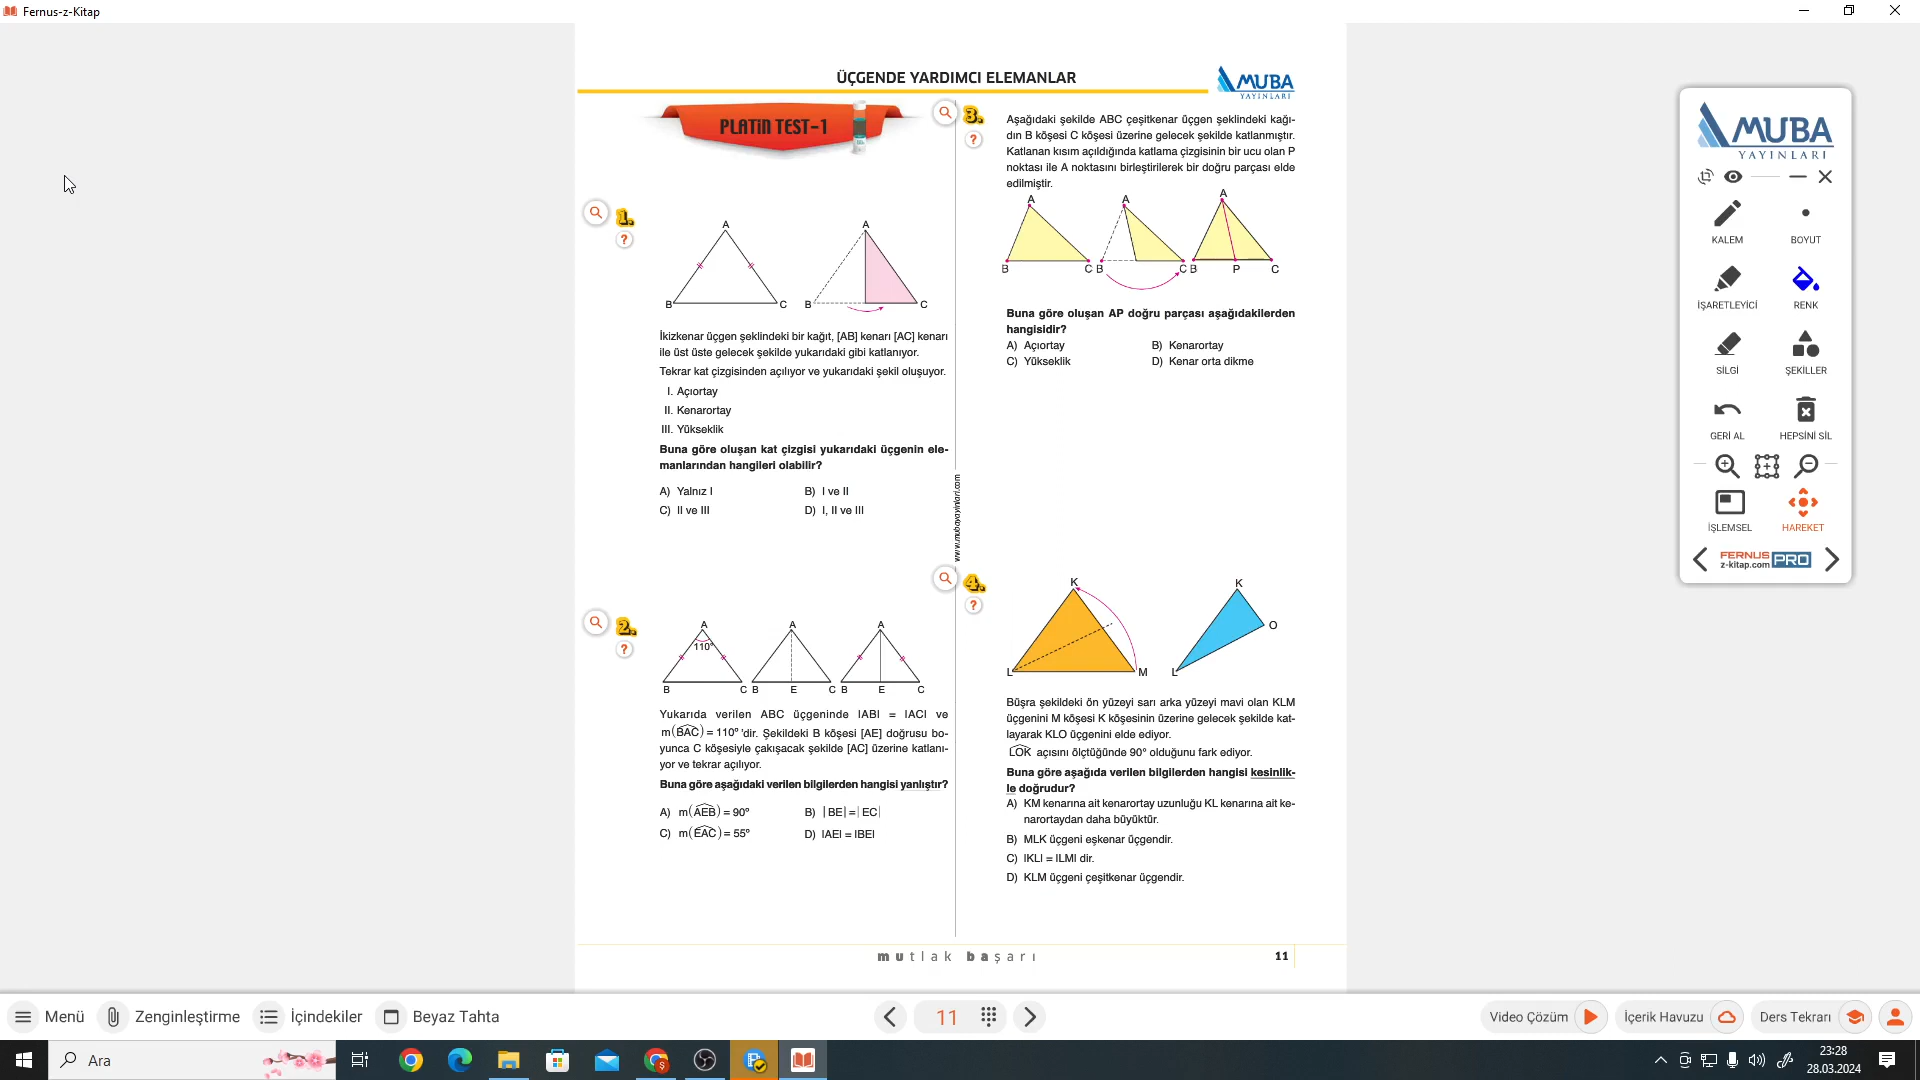 Fernus-z-Kitap
ÜÇGENDE YARDIMCI ELEMANLAR
MUBA
YAYINLARI
PLATİN TEST-1
1.
?
A
B
C
A
B
C
İkizkenar üçgen şeklindeki bir kağıt, [AB] kenarı [AC] kenarı
ile üst üste gelecek şekilde yukarıdaki gibi katlanıyor.
Tekrar kat çizgisinden açılıyor ve yukarıdaki şekil oluşuyor.
I. Açıortay
II. Kenarortay
III. Yükseklik
Buna göre oluşan kat çizgisi yukarıdaki üçgenin ele-
manlarından hangileri olabilir?
A) Yalnız I
B) I ve II
C) II ve III
D) I, II ve III
2.
?
A
110°
B
C
A
B
E
C
A
B
E
C
Yukarıda verilen ABC üçgeninde |AB| = |AC| ve
m(BAC) = 110° 'dir. Şekildeki B köşesi [AE] doğrusu bo-
yunca C köşesiyle çakışacak şekilde [AC] üzerine katlanı-
yor ve tekrar açılıyor.
Buna göre aşağıdaki verilen bilgilerden hangisi yanlıştır?
A) m(AEB) = 90°
B) |BE| = |EC|
C) m(EAC) = 55°
D) |AE| = |BE|
www.mubayayinlari.com
3.
?
Aşağıdaki şekilde ABC çeşitkenar üçgen şeklindeki kağı-
dın B köşesi C köşesi üzerine gelecek şekilde katlanmıştır.
Katlanan kısım açıldığında katlama çizgisinin bir ucu olan P
noktası ile A noktasını birleştirilerek bir doğru parçası elde
edilmiştir.
A
B
C
A
B
C
A
B
P
C
Buna göre oluşan AP doğru parçası aşağıdakilerden
hangisidir?
A) Açıortay
B) Kenarortay
C) Yükseklik
D) Kenar orta dikme
4.
?
K
L
M
K
O
L
Büşra şekildeki ön yüzeyi sarı arka yüzeyi mavi olan KLM
üçgenini M köşesi K köşesinin üzerine gelecek şekilde kat-
layarak KLO üçgenini elde ediyor.
LOK açısını ölçtüğünde 90° olduğunu fark ediyor.
Buna göre aşağıda verilen bilgilerden hangisi kesinlik-
le doğrudur?
A) KM kenarına ait kenarortay uzunluğu KL kenarına ait ke-
narortaydan daha büyüktür.
B) MLK üçgeni eşkenar üçgendir.
C) |KL| = |LM| dir.
D) KLM üçgeni çeşitkenar üçgendir.
mutlak başarı
11
MUBA
YAYINLARI
KALEM
BOYUT
İŞARETLEYİCİ
RENK
SİLGİ
ŞEKİLLER
GERİ AL
HEPSİNİ SİL
İŞLEMSEL
HAREKET
FERNUS
z-kitap.com
PRO
Menü
Zenginleştirme
İçindekiler
Beyaz Tahta
11
Video Çözüm
İçerik Havuzu
Ders Tekrarı
Ara
23:28
28.03.2024